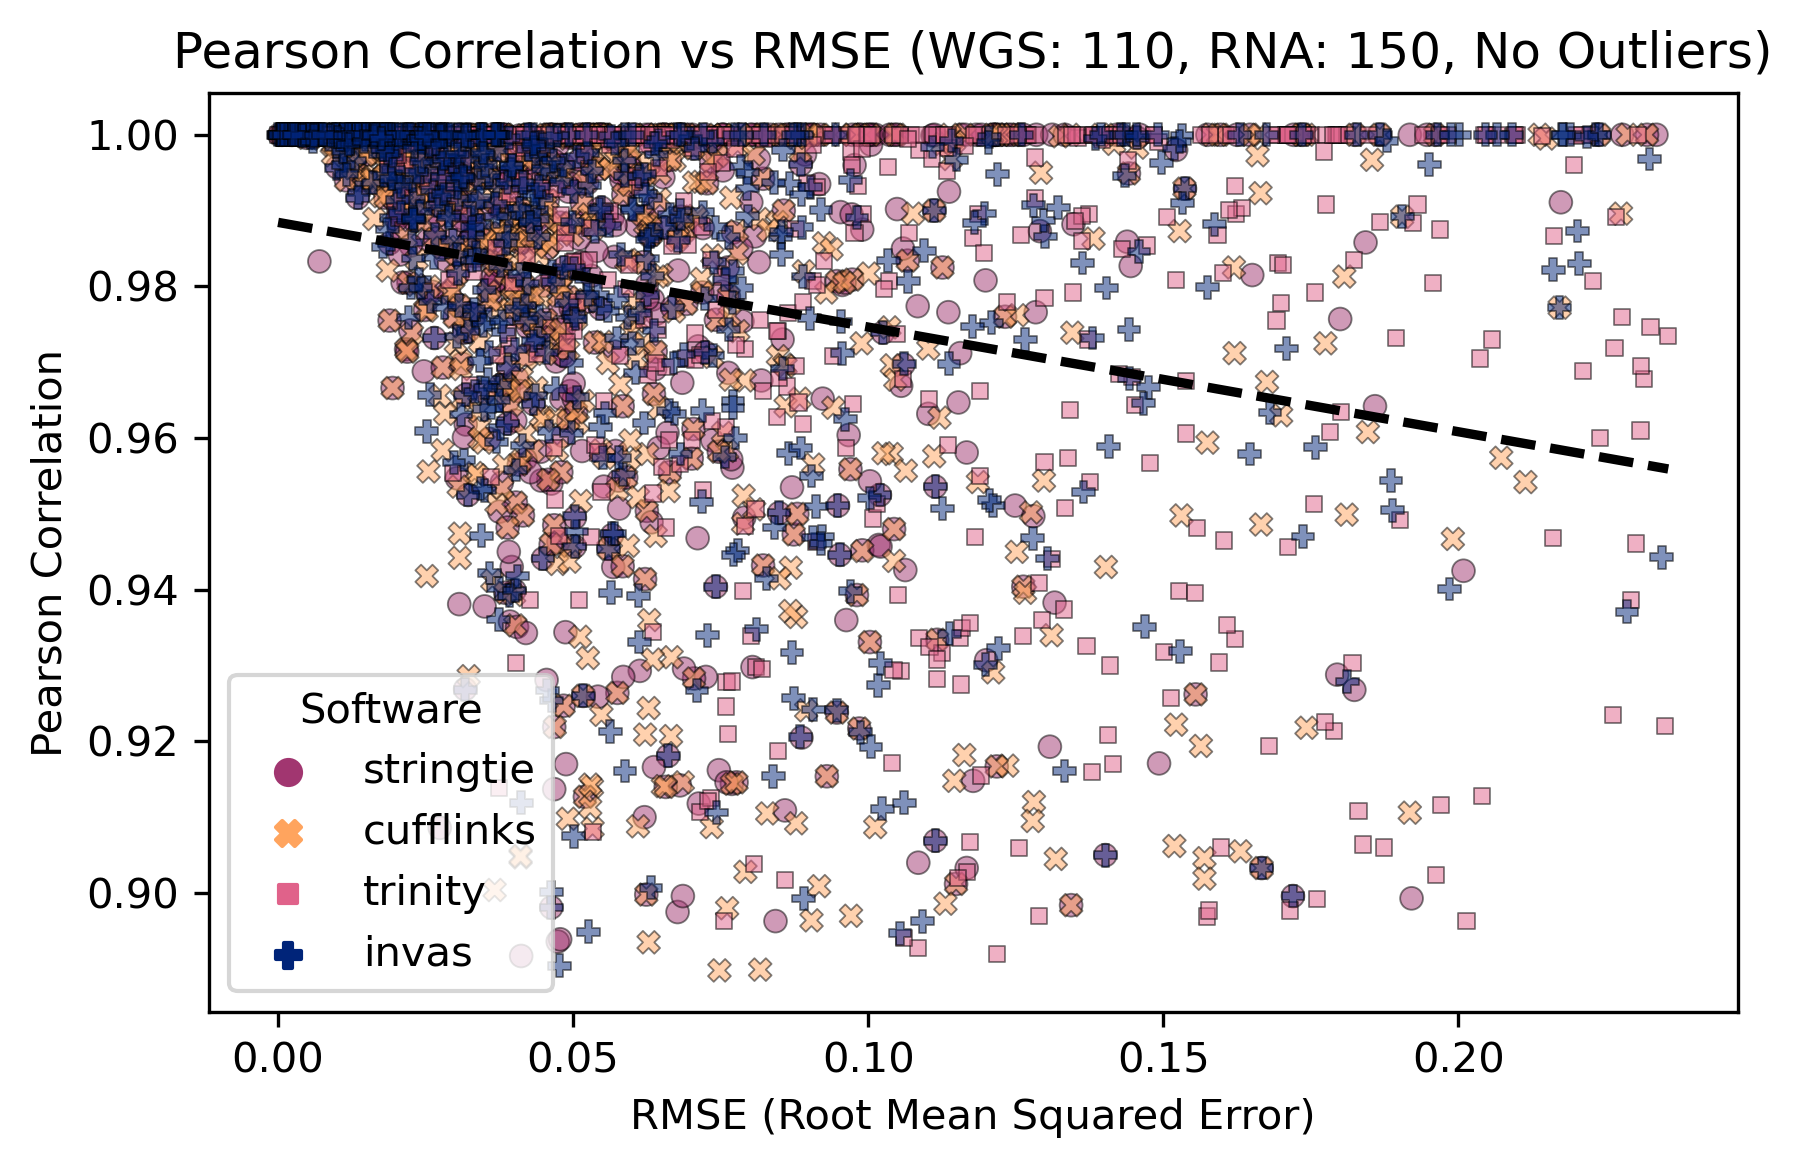 Pearson Correlation vs RMSE (WGS: 110, RNA: 150, No Outliers)
Pearson Correlation
1.00
0.98
0.96
0.94
0.92
0.90
Software
stringtie
cufflinks
trinity
invas
0.00 0.05 0.10 0.15 0.20
RMSE (Root Mean Squared Error)